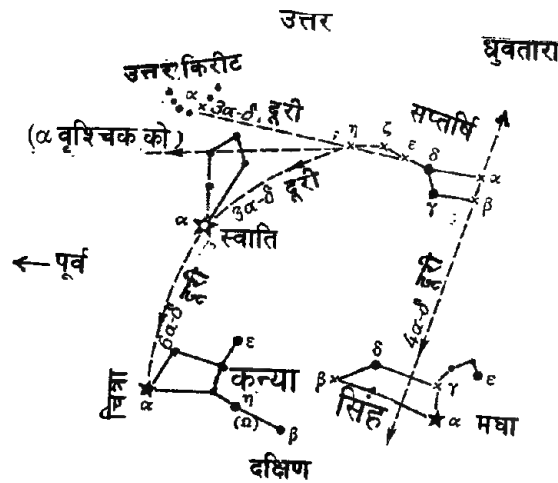 उत्तर
ध्रुवतारा
उत्तर किरीट
α
3α-δ दूरी
सप्तर्षि
(α वृश्चिक को)
η ζ ε δ α
γ β
3α-δ दूरी
α स्वाति
← पूर्व
6α-δ दूरी
4α-δ दूरी
ε
δ
चित्रा
α
कन्या
η
(Ω)
β
β सिंह γ ε
α मघा
दक्षिण